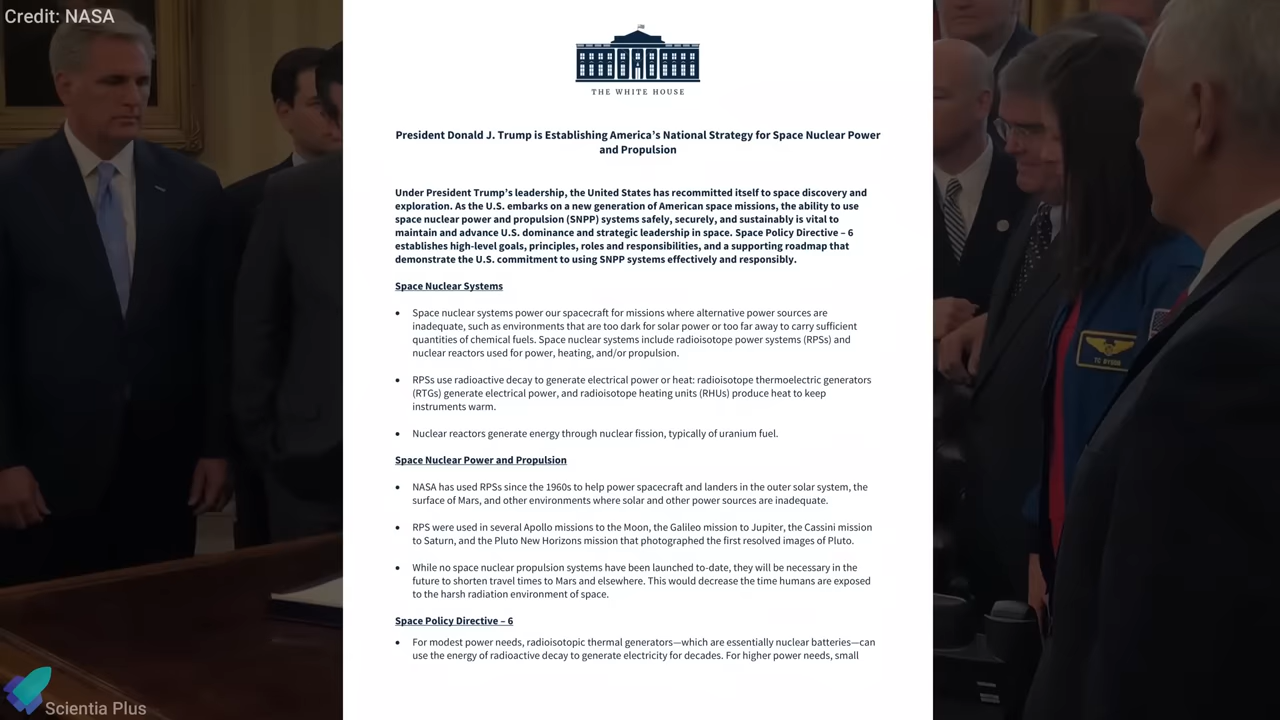 Credit: NASA
THE WHITE HOUSE
President Donald J. Trump is Establishing America's National Strategy for Space Nuclear Power
and Propulsion
Under President Trump's leadership, the United States has recommitted itself to space discovery and
exploration. As the U.S. embarks on a new generation of American space missions, the ability to use
space nuclear power and propulsion (SNPP) systems safely, securely, and sustainably is vital to
maintain and advance U.S. dominance and strategic leadership in space. Space Policy Directive – 6
establishes high-level goals, principles, roles and responsibilities, and a supporting roadmap that
demonstrate the U.S. commitment to using SNPP systems effectively and responsibly.
Space Nuclear Systems
• Space nuclear systems power our spacecraft for missions where alternative power sources are
inadequate, such as environments that are too dark for solar power or too far away to carry sufficient
quantities of chemical fuels. Space nuclear systems include radioisotope power systems (RPSs) and
nuclear reactors used for power, heating, and/or propulsion.
• RPSs use radioactive decay to generate electrical power or heat: radioisotope thermoelectric generators
(RTGs) generate electrical power, and radioisotope heating units (RHUs) produce heat to keep
instruments warm.
• Nuclear reactors generate energy through nuclear fission, typically of uranium fuel.
Space Nuclear Power and Propulsion
• NASA has used RPSs since the 1960s to help power spacecraft and landers in the outer solar system, the
surface of Mars, and other environments where solar and other power sources are inadequate.
• RPS were used in several Apollo missions to the Moon, the Galileo mission to Jupiter, the Cassini mission
to Saturn, and the Pluto New Horizons mission that photographed the first resolved images of Pluto.
• While no space nuclear propulsion systems have been launched to-date, they will be necessary in the
future to shorten travel times to Mars and elsewhere. This would decrease the time humans are exposed
to the harsh radiation environment of space.
Space Policy Directive – 6
• For modest power needs, radioisotopic thermal generators—which are essentially nuclear batteries—can
use the energy of radioactive decay to generate electricity for decades. For higher power needs, small
Scientia Plus